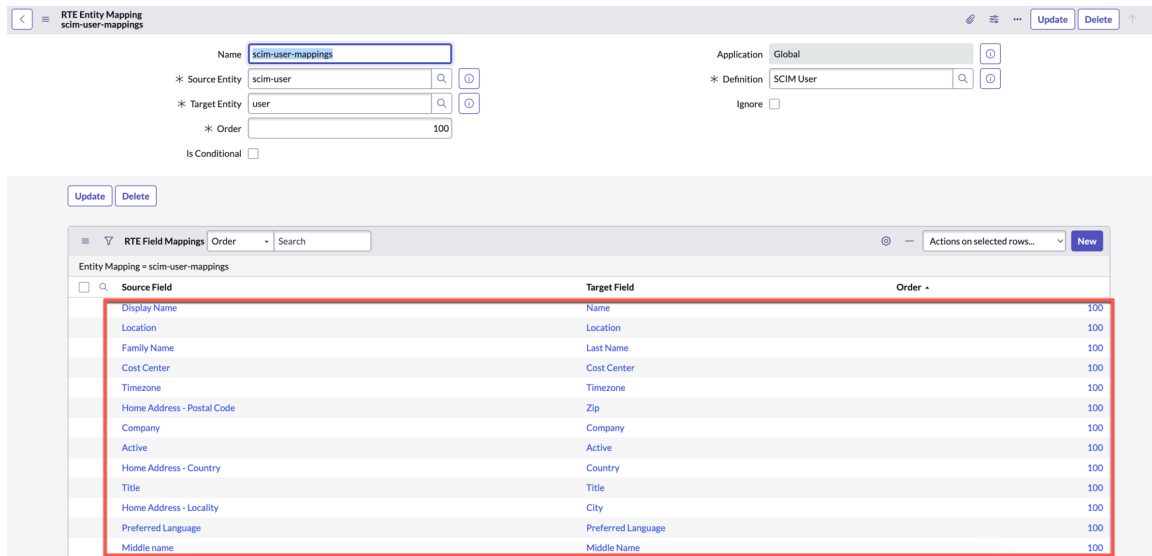 RTE Entity Mapping
scim-user-mappings
Update
Delete
Name scim-user-mappings
Application Global
Source Entity scim-user
Definition SCIM User
Target Entity user
Ignore
Order 100
Is Conditional
Update Delete
RTE Field Mappings Order Search Actions on selected rows... New
Entity Mapping = scim-user-mappings
Source Field Target Field Order
Display Name Name 100
Location Location 100
Family Name Last Name 100
Cost Center Cost Center 100
Timezone Timezone 100
Home Address - Postal Code Zip 100
Company Company 100
Active Active 100
Home Address - Country Country 100
Title Title 100
Home Address - Locality City 100
Preferred Language Preferred Language 100
Middle name Middle Name 100